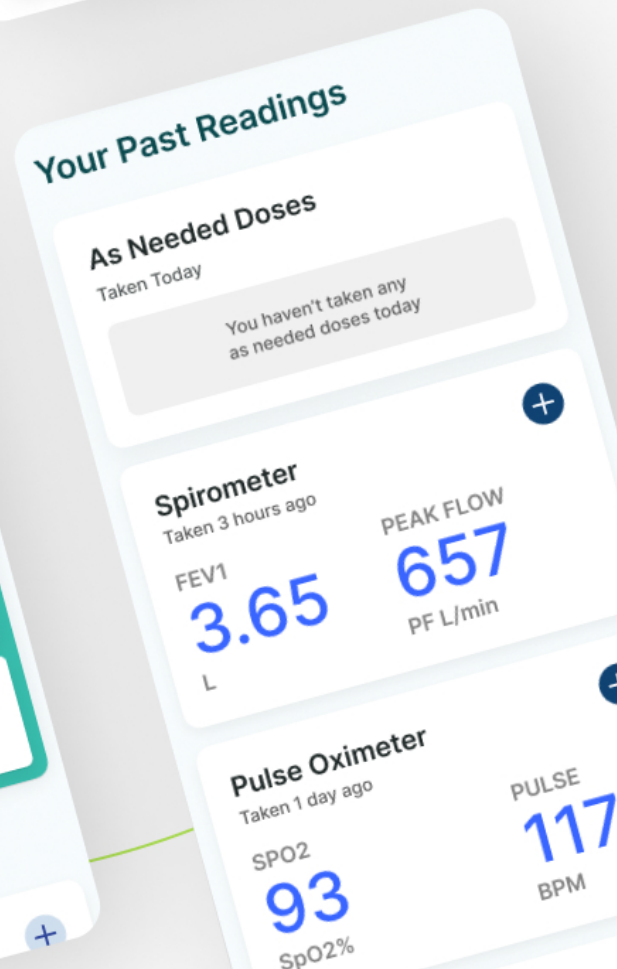 Your Past Readings
As Needed Doses
Taken Today
You haven't taken any
as needed doses today
Spirometer
Taken 3 hours ago
FEV1
3.65
L
PEAK FLOW
657
PF L/min
Pulse Oximeter
Taken 1 day ago
SPO2
93
SpO2%
PULSE
117
BPM